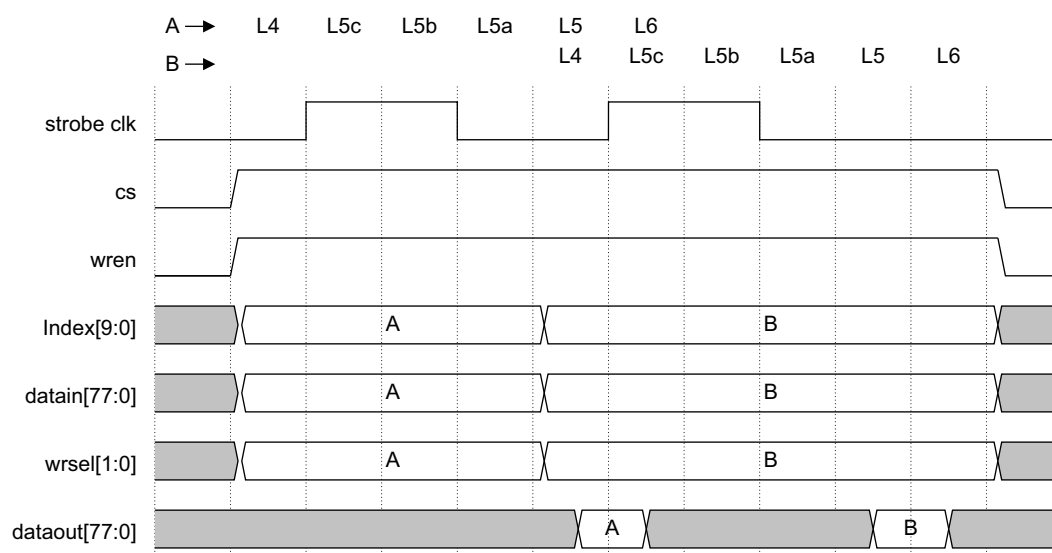 A → L4 L5c L5b L5a L5 L6
B → L4 L5c L5b L5a L5 L6
strobe clk
cs
wren
Index[9:0] A B
datain[77:0] A B
wrsel[1:0] A B
dataout[77:0] A B